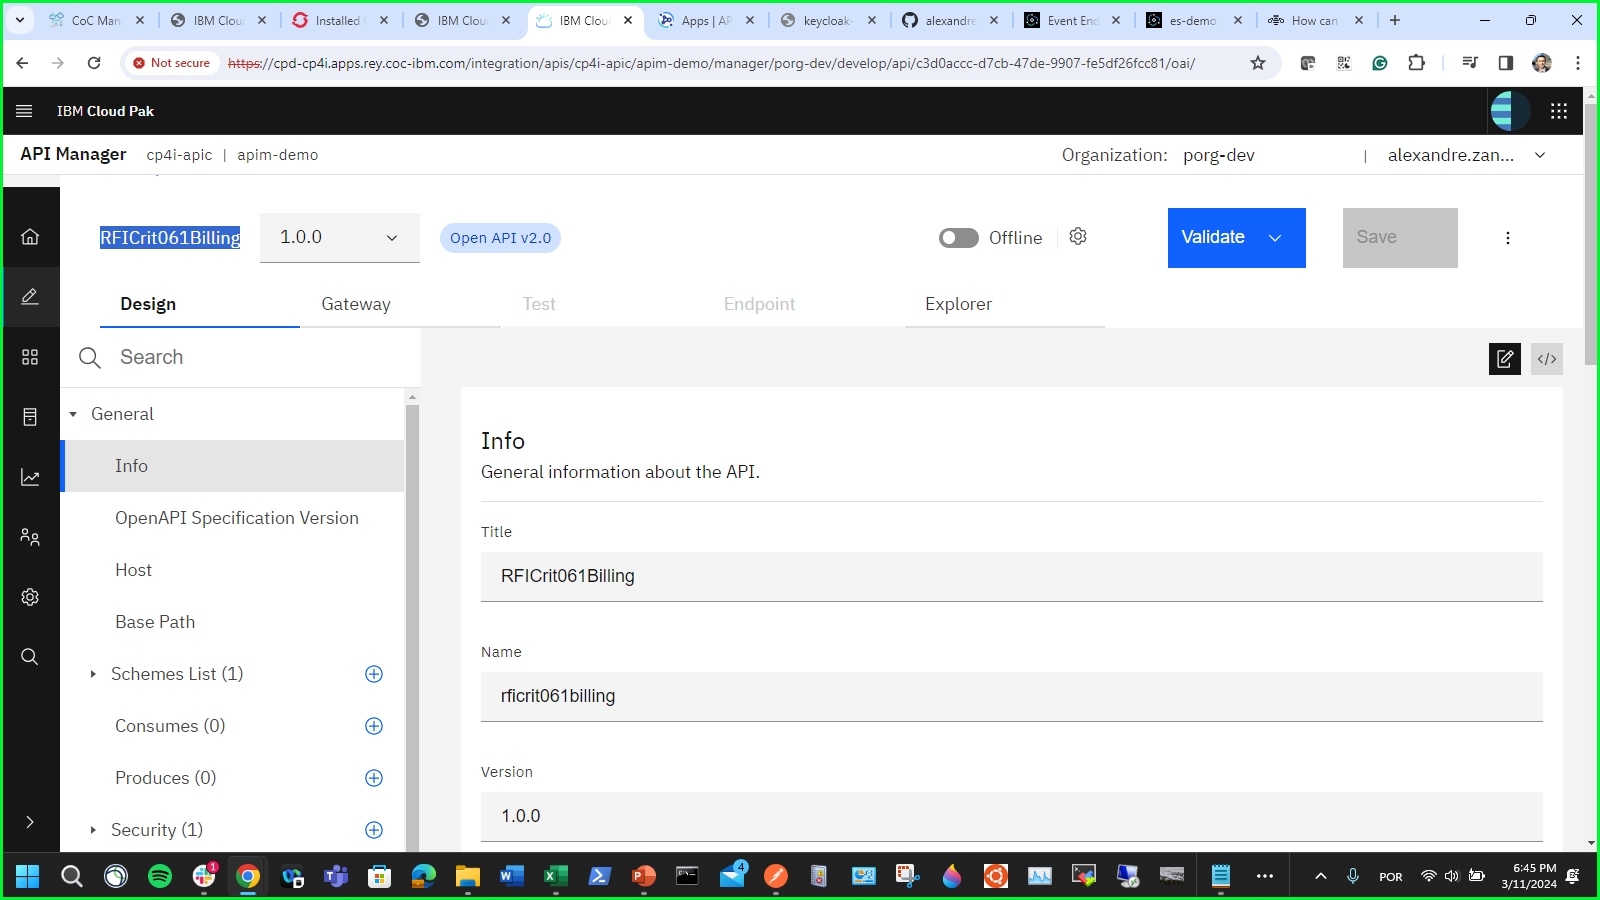 CoC Man
IBM Clou
Installed
IBM Clou
IBM Clou
Apps | AP
keycloak-
alexandre
Event End
es-demo
How can
Not secure
https://cpd-cp4i.apps.rey.coc-ibm.com/integration/apis/cp4i-apic/apim-demo/manager/porg-dev/develop/api/c3d0accc-d7cb-47de-9907-fe5df26fcc81/oai/
IBM Cloud Pak
API Manager cp4i-apic | apim-demo
Organization: porg-dev | alexandre.zan...
RFICrit061Billing
1.0.0
Open API v2.0
Offline
Validate
Save
Design
Gateway
Test
Endpoint
Explorer
Search
</>
General
Info
OpenAPI Specification Version
Host
Base Path
Schemes List (1)
Consumes (0)
Produces (0)
Security (1)
Info
General information about the API.
Title
RFICrit061Billing
Name
rficrit061billing
Version
1.0.0
1
4
POR
6:45 PM
3/11/2024